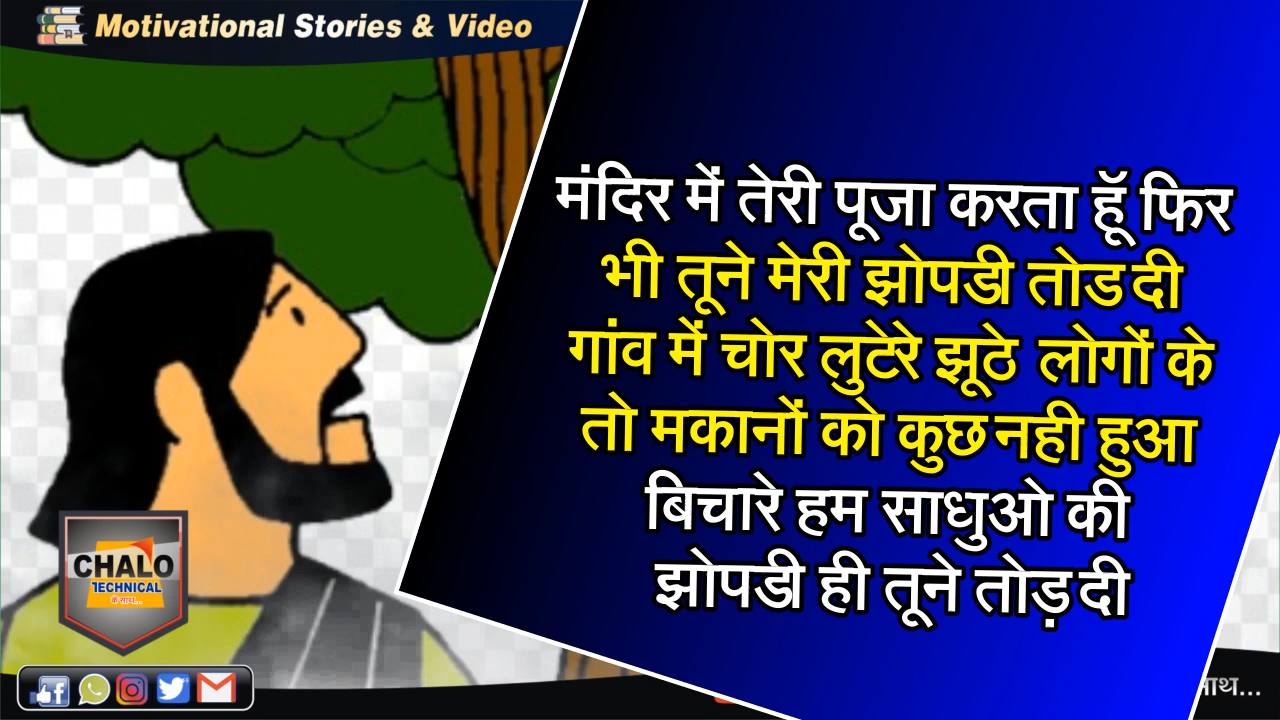 Motivational Stories & Video
मंदिर में तेरी पूजा करता हॅू फिर
भी तूने मेरी झोपडी तोड दी
गांव में चोर लुटेरे झूठे लोगों के
तो मकानों को कुछ नही हुआ
बिचारे हम साधुओ की
झोपडी ही तूने तोड़ दी
CHALO
TECHNICAL
के साथ...